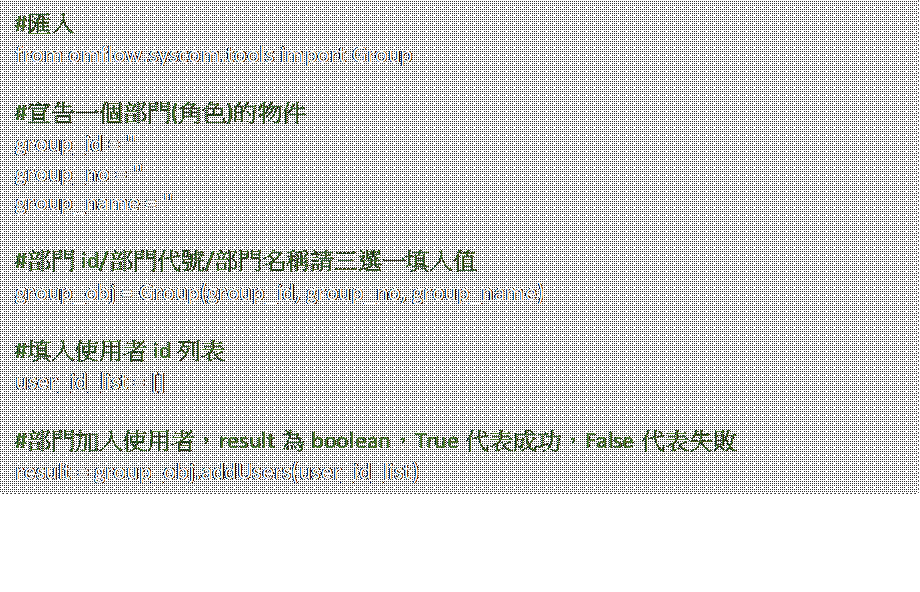 #匯入
from omflow.syscom.tools import Group
#宣告一個部門(角色)的物件
group_id = ''
group_no = ''
group_name = ''
#部門 id/部門代號/部門名稱請三選一填入值
group_obj = Group(group_id, group_no, group_name)
#填入使用者 id 列表
user_id_list = []
#部門加入使用者，result 為 boolean，True 代表成功，False 代表失敗
result = group_obj.addUsers(user_id_list)